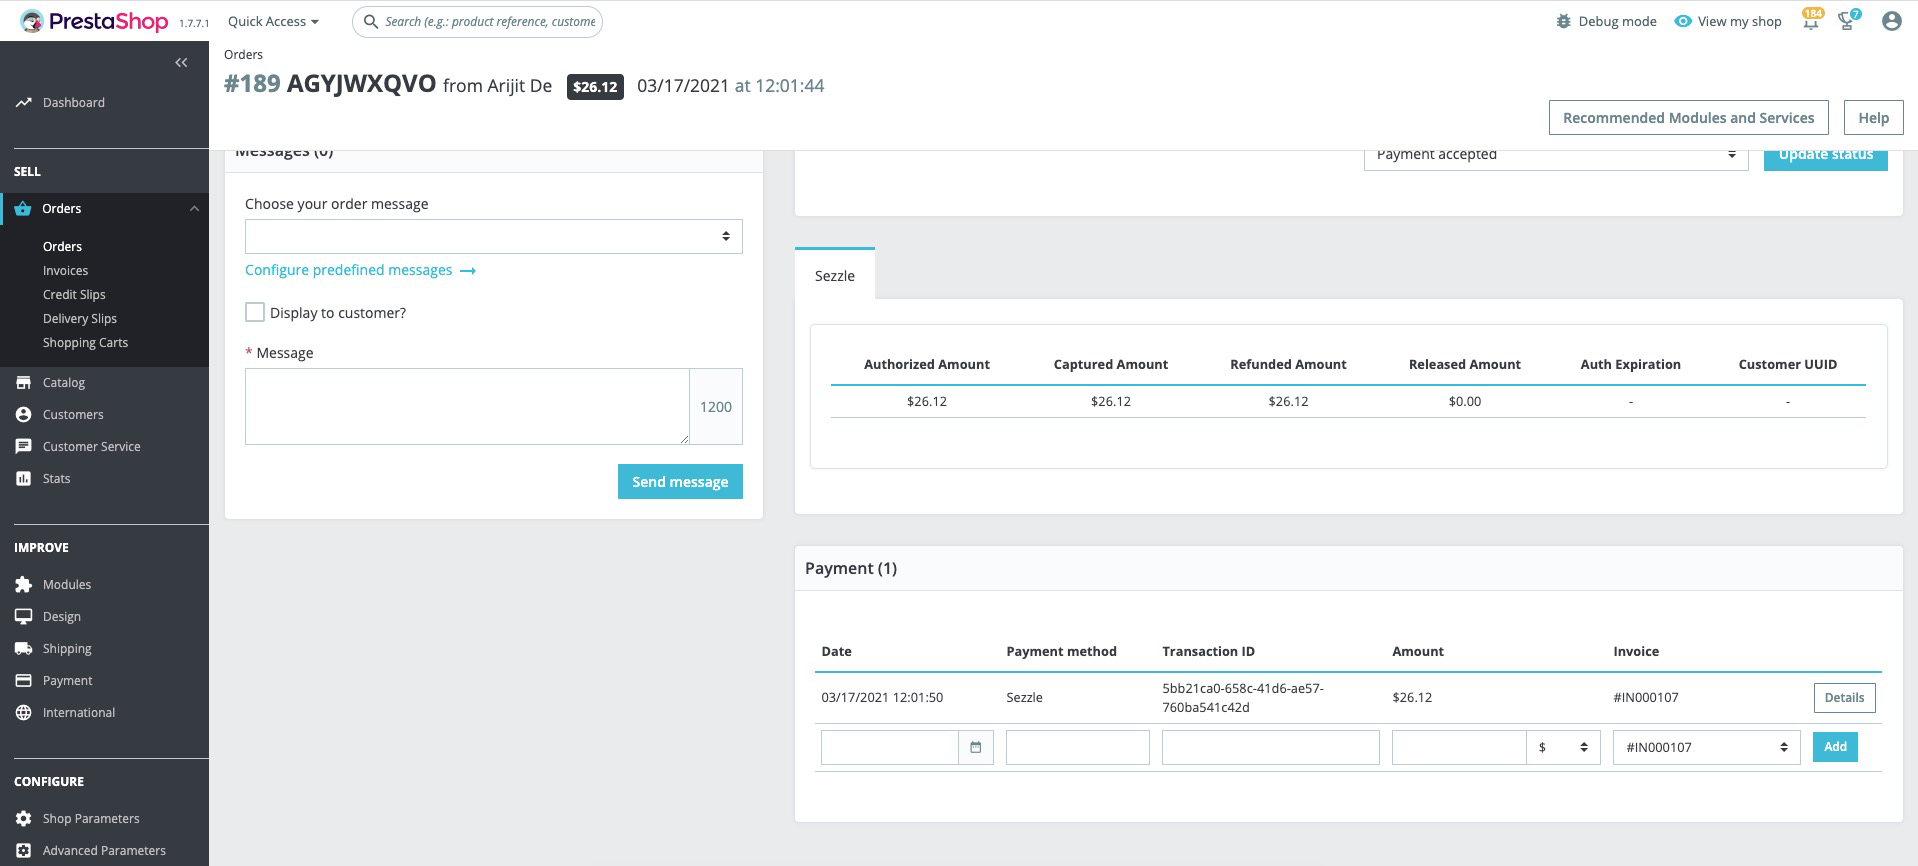 PrestaShop 1.7.7.1
Quick Access
Search (e.g.: product reference, custome
Debug mode
View my shop
184
7
Orders
#189 AGYJWXQVO from Arijit De $26.12 03/17/2021 at 12:01:44
Recommended Modules and Services
Help
Dashboard
SELL
Orders
Orders
Invoices
Credit Slips
Delivery Slips
Shopping Carts
Catalog
Customers
Customer Service
Stats
IMPROVE
Modules
Design
Shipping
Payment
International
CONFIGURE
Shop Parameters
Advanced Parameters
Messages (0)
Choose your order message
Configure predefined messages
Display to customer?
* Message
1200
Send message
Payment accepted
Update status
Sezzle
Authorized Amount Captured Amount Refunded Amount Released Amount Auth Expiration Customer UUID
$26.12 $26.12 $26.12 $0.00 - -
Payment (1)
Date Payment method Transaction ID Amount Invoice
03/17/2021 12:01:50 Sezzle 5bb21ca0-658c-41d6-ae57-
760ba541c42d $26.12 #IN000107 Details
$ #IN000107 Add